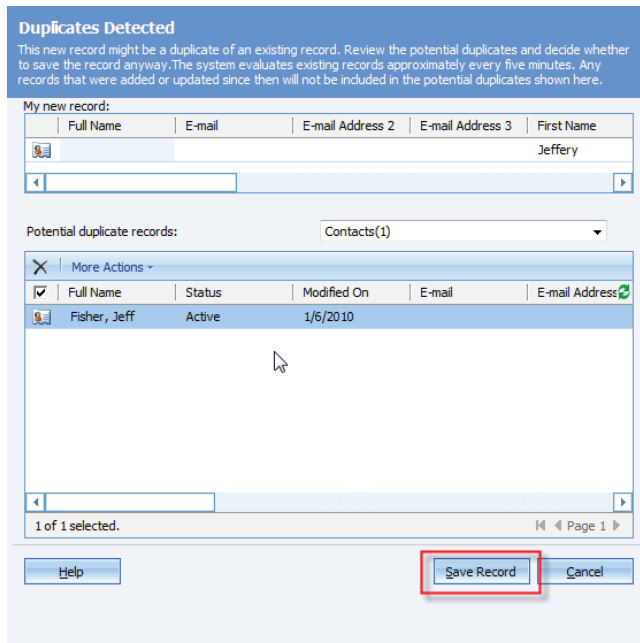 Duplicates Detected
This new record might be a duplicate of an existing record. Review the potential duplicates and decide whether
to save the record anyway.The system evaluates existing records approximately every five minutes. Any
records that were added or updated since then will not be included in the potential duplicates shown here.
My new record:
Full Name E-mail E-mail Address 2 E-mail Address 3 First Name
Jeffery
Potential duplicate records: Contacts(1)
More Actions
Full Name Status Modified On E-mail E-mail Address
Fisher, Jeff Active 1/6/2010
1 of 1 selected. Page 1
Help Save Record Cancel